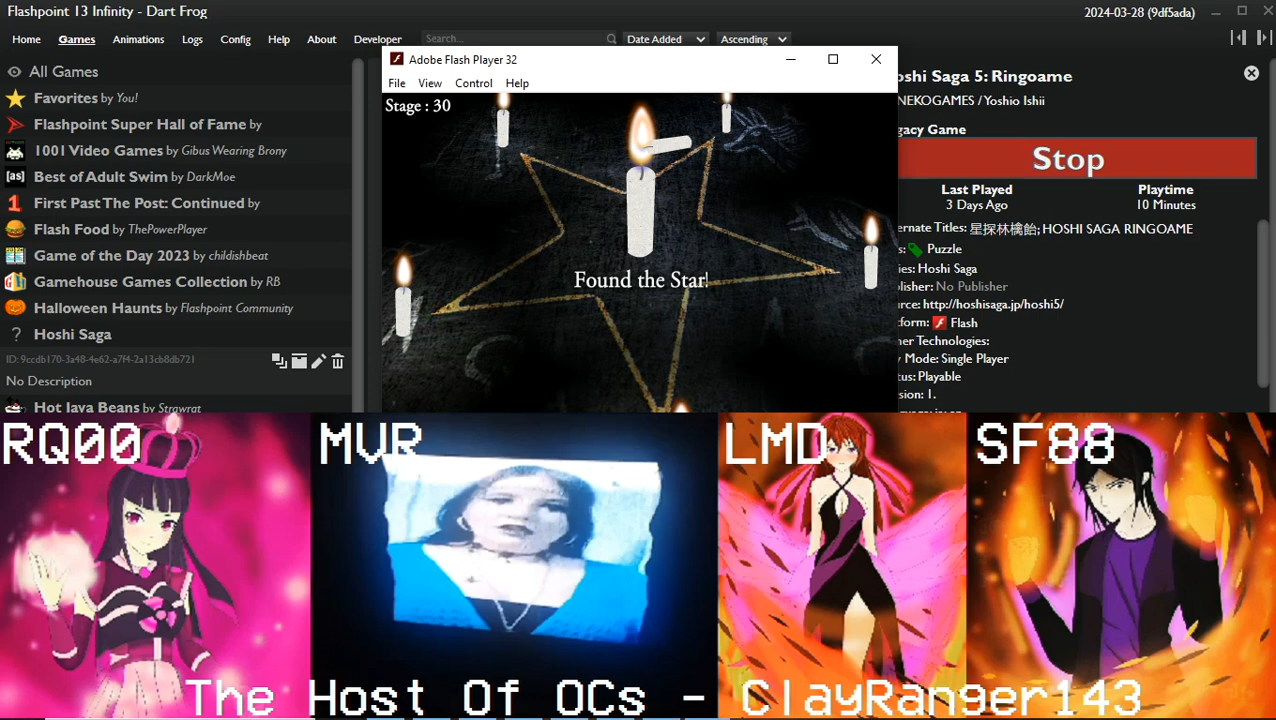 Flashpoint 13 Infinity - Dart Frog
2024-03-28 (9df5ada)
Home Games Animations Logs Config Help About Developer Search... Date Added Ascending
All Games
Favorites by You!
Flashpoint Super Hall of Fame by
1001 Video Games by Gibus Wearing Brony
Best of Adult Swim by DarkMoe
First Past The Post: Continued by
Flash Food by ThePowerPlayer
Game of the Day 2023 by childishbeat
Gamehouse Games Collection by RB
Halloween Haunts by Flashpoint Community
? Hoshi Saga
ID: 9ccdb170-3a48-4e62-a7f4-2a13cb8db721
No Description
Hot Java Beans by Strawrat
Adobe Flash Player 32
File View Control Help
Stage : 30
Found the Star!
oshi Saga 5: Ringoame
NEKOGAMES / Yoshio Ishii
gacy Game
Stop
Last Played
3 Days Ago
Playtime
10 Minutes
ernate Titles: 星探林檎飴; HOSHI SAGA RINGOAME
s: Puzzle
ies: Hoshi Saga
lisher: No Publisher
urce: http://hoshisaga.jp/hoshi5/
tform: Flash
her Technologies:
y Mode: Single Player
tus: Playable
sion: 1.
RQ00
MVR
LMD
SF88
The Host Of OCs - ClayRanger143